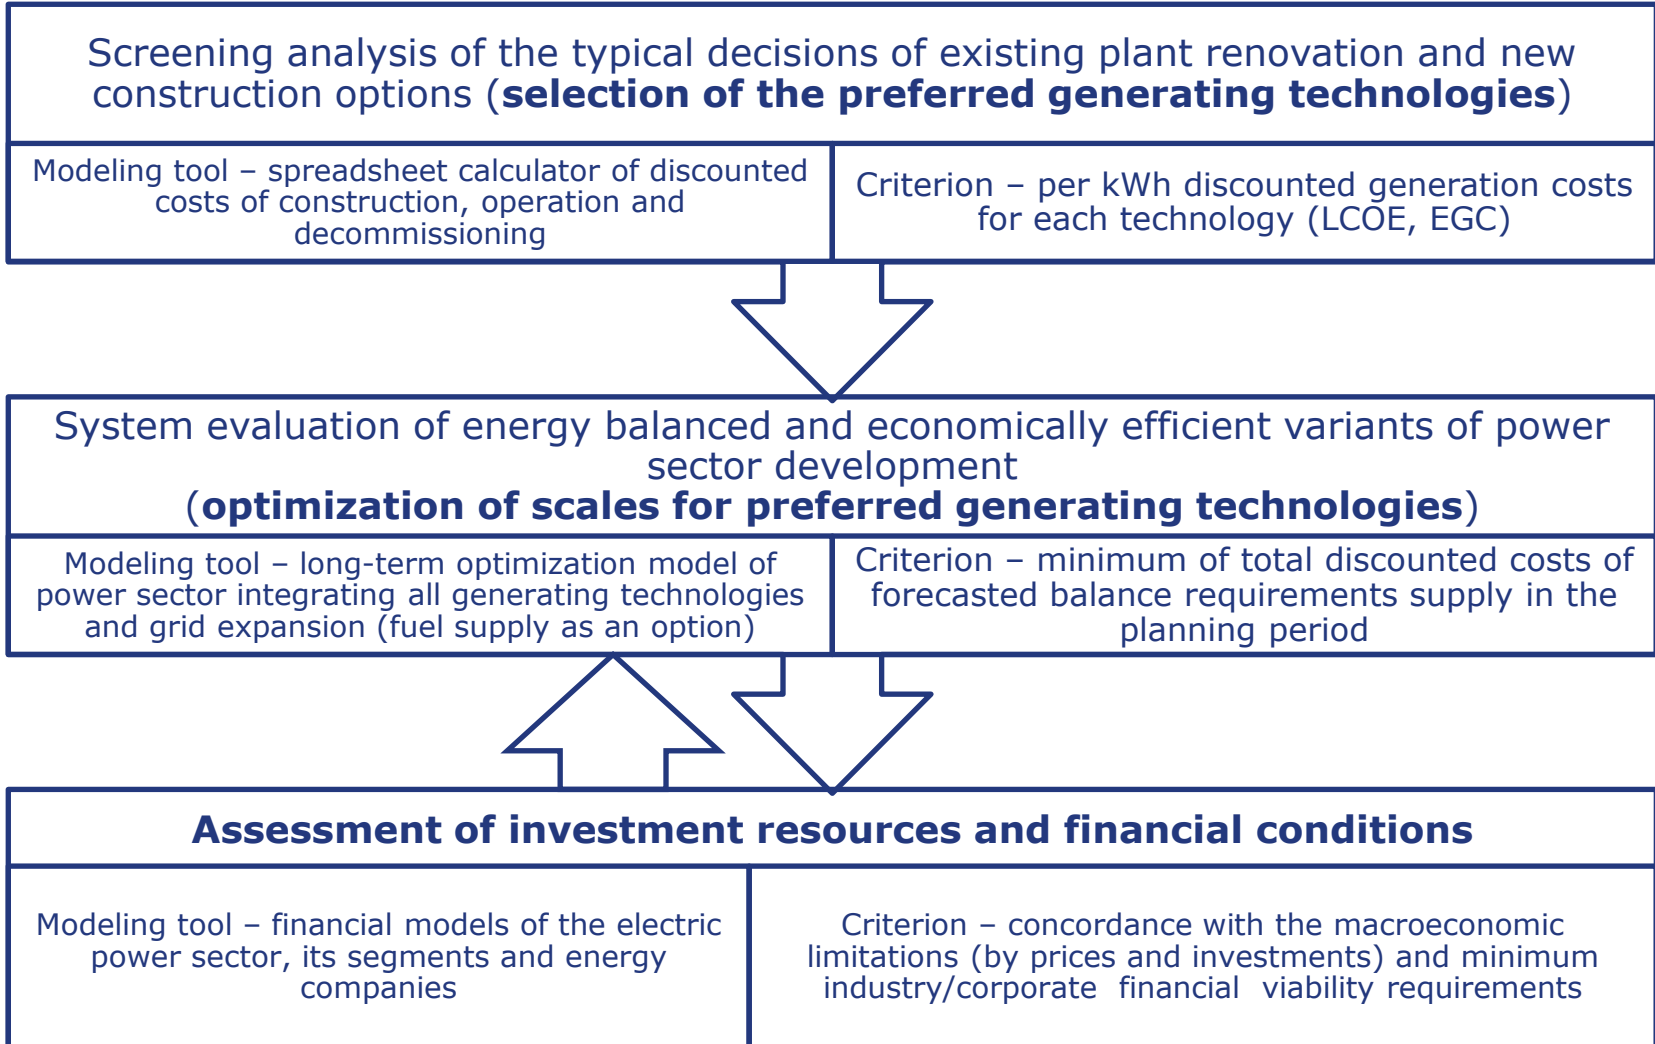 Screening analysis of the typical decisions of existing plant renovation and new
construction options (selection of the preferred generating technologies)
Modeling tool – spreadsheet calculator of discounted
costs of construction, operation and
decommissioning
Criterion – per kWh discounted generation costs
for each technology (LCOE, EGC)
System evaluation of energy balanced and economically efficient variants of power
sector development
(optimization of scales for preferred generating technologies)
Modeling tool – long-term optimization model of
power sector integrating all generating technologies
and grid expansion (fuel supply as an option)
Criterion – minimum of total discounted costs of
forecasted balance requirements supply in the
planning period
Assessment of investment resources and financial conditions
Modeling tool – financial models of the electric
power sector, its segments and energy
companies
Criterion – concordance with the macroeconomic
limitations (by prices and investments) and minimum
industry/corporate financial viability requirements